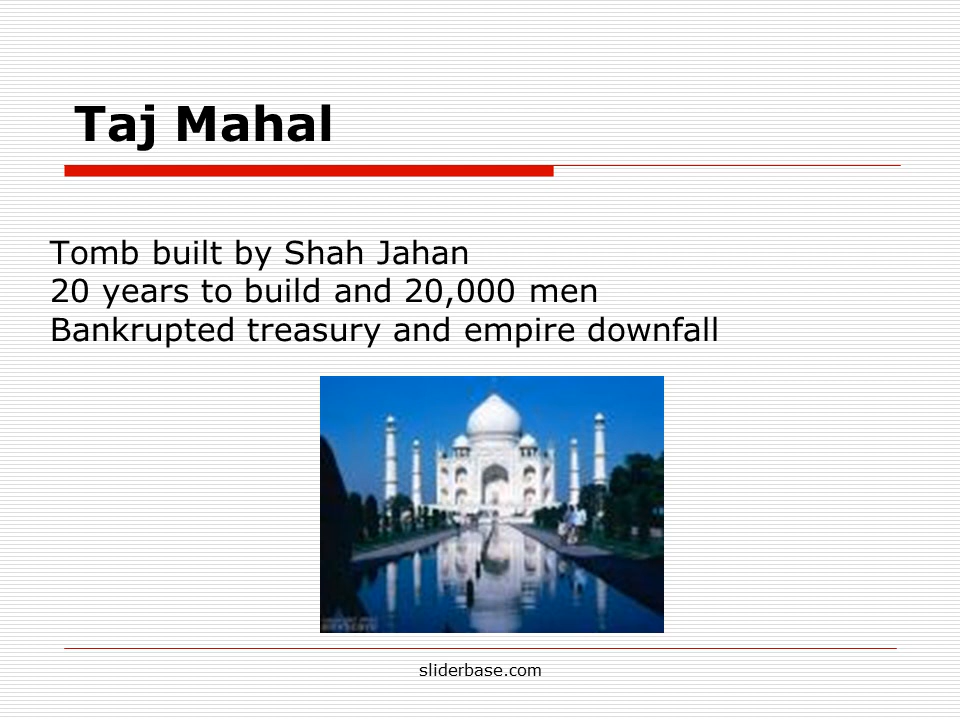 Taj Mahal
Tomb built by Shah Jahan
20 years to build and 20,000 men
Bankrupted treasury and empire downfall
sliderbase.com